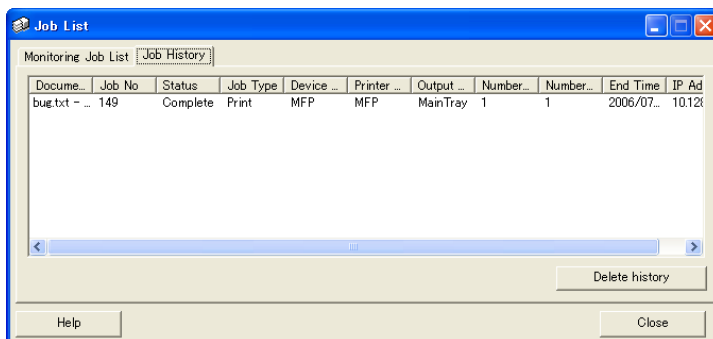 Job List
Monitoring Job List Job History
Docume... Job No Status Job Type Device ... Printer ... Output ... Number... Number... End Time IP Ad
bug.txt - ... 149 Complete Print MFP MFP MainTray 1 1 2006/07... 10.128
Delete history
Help Close